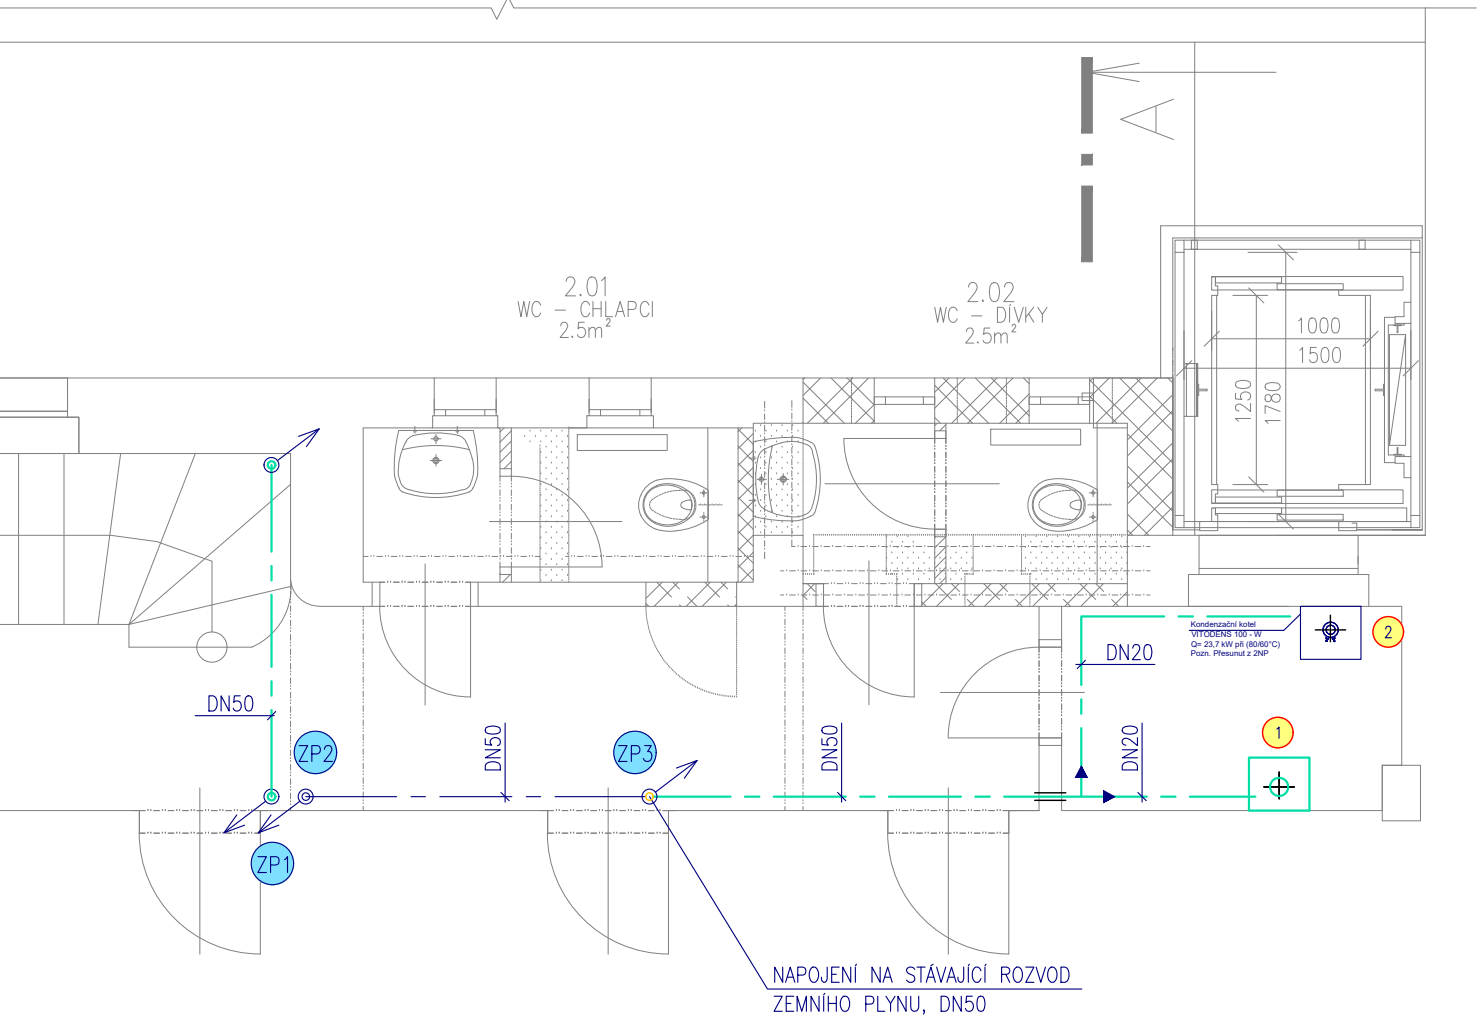 A
2.01
WC – CHLAPCI
2.5m²
2.02
WC – DÍVKY
2.5m²
1000
1500
1250
1780
Kondenzační kotel
VITODENS 100 - W
Q= 23,7 kW při (80/60°C)
Pozn. Přesunut z 2NP
2
DN20
DN50
ZP2
DN50
ZP3
DN50
DN20
1
ZP1
NAPOJENÍ NA STÁVAJÍCÍ ROZVOD
ZEMNÍHO PLYNU, DN50